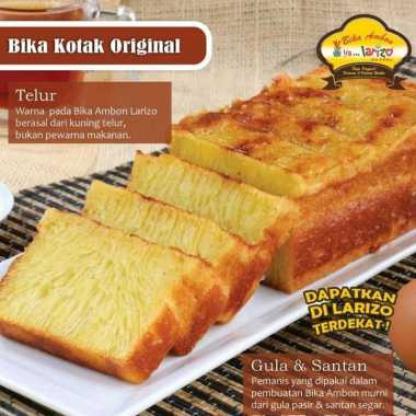 Bika Kotak Original
Bika Ambon
larizo
Telur
Warna pada Bika Ambon Larizo
berasal dari kuning telur,
bukan pewarna makanan.
DAPATKAN
DI LARIZO
TERDEKAT!
Gula & Santan
Pemanis yang dipakai dalam
pembuatan Bika Ambon murni
dari gula pasir & santan segar.